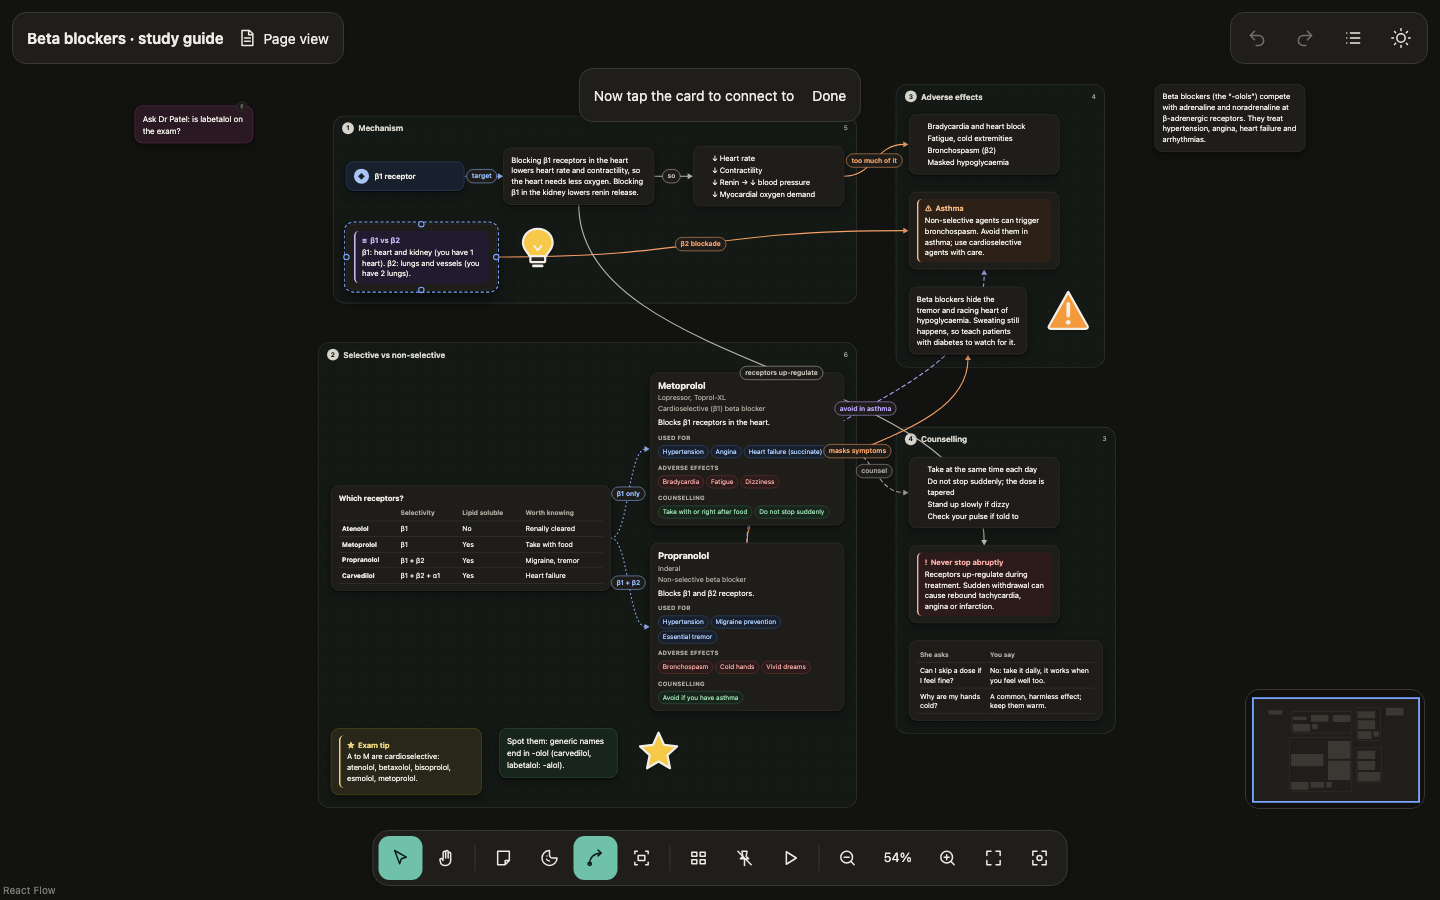 Beta blockers · study guide
Page view
Now tap the card to connect to
Done
Ask Dr Patel: is labetalol on
the exam?
1 Mechanism
5
β1 receptor
target
Blocking β1 receptors in the heart
lowers heart rate and contractility, so
the heart needs less oxygen. Blocking
β1 in the kidney lowers renin release.
so
↓ Heart rate
↓ Contractility
↓ Renin → ↓ blood pressure
↓ Myocardial oxygen demand
too much of it
≡ β1 vs β2
β1: heart and kidney (you have 1
heart). β2: lungs and vessels (you
have 2 lungs).
β2 blockade
3 Adverse effects
4
Bradycardia and heart block
Fatigue, cold extremities
Bronchospasm (β2)
Masked hypoglycaemia
⚠ Asthma
Non-selective agents can trigger
bronchospasm. Avoid them in
asthma; use cardioselective
agents with care.
Beta blockers hide the
tremor and racing heart of
hypoglycaemia. Sweating still
happens, so teach patients
with diabetes to watch for it.
Beta blockers (the "-olols") compete
with adrenaline and noradrenaline at
β-adrenergic receptors. They treat
hypertension, angina, heart failure and
arrhythmias.
2 Selective vs non-selective
6
receptors up-regulate
Metoprolol
Lopressor, Toprol-XL
Cardioselective (β1) beta blocker
Blocks β1 receptors in the heart.
USED FOR
Hypertension
Angina
Heart failure (succinate)
ADVERSE EFFECTS
Bradycardia
Fatigue
Dizziness
COUNSELLING
Take with or right after food
Do not stop suddenly
avoid in asthma
masks symptoms
counsel
Which receptors?
Selectivity
Lipid soluble
Worth knowing
Atenolol
β1
No
Renally cleared
Metoprolol
β1
Yes
Take with food
Propranolol
β1 + β2
Yes
Migraine, tremor
Carvedilol
β1 + β2 + α1
Yes
Heart failure
β1 only
β1 + β2
Propranolol
Inderal
Non-selective beta blocker
Blocks β1 and β2 receptors.
USED FOR
Hypertension
Migraine prevention
Essential tremor
ADVERSE EFFECTS
Bronchospasm
Cold hands
Vivid dreams
COUNSELLING
Avoid if you have asthma
★ Exam tip
A to M are cardioselective:
atenolol, betaxolol, bisoprolol,
esmolol, metoprolol.
Spot them: generic names
end in -olol (carvedilol,
labetalol: -alol).
4 Counselling
3
Take at the same time each day
Do not stop suddenly; the dose is
tapered
Stand up slowly if dizzy
Check your pulse if told to
! Never stop abruptly
Receptors up-regulate during
treatment. Sudden withdrawal can
cause rebound tachycardia,
angina or infarction.
She asks
You say
Can I skip a dose if
I feel fine?
No: take it daily, it works when
you feel well too.
Why are my hands
cold?
A common, harmless effect;
keep them warm.
54%
React Flow